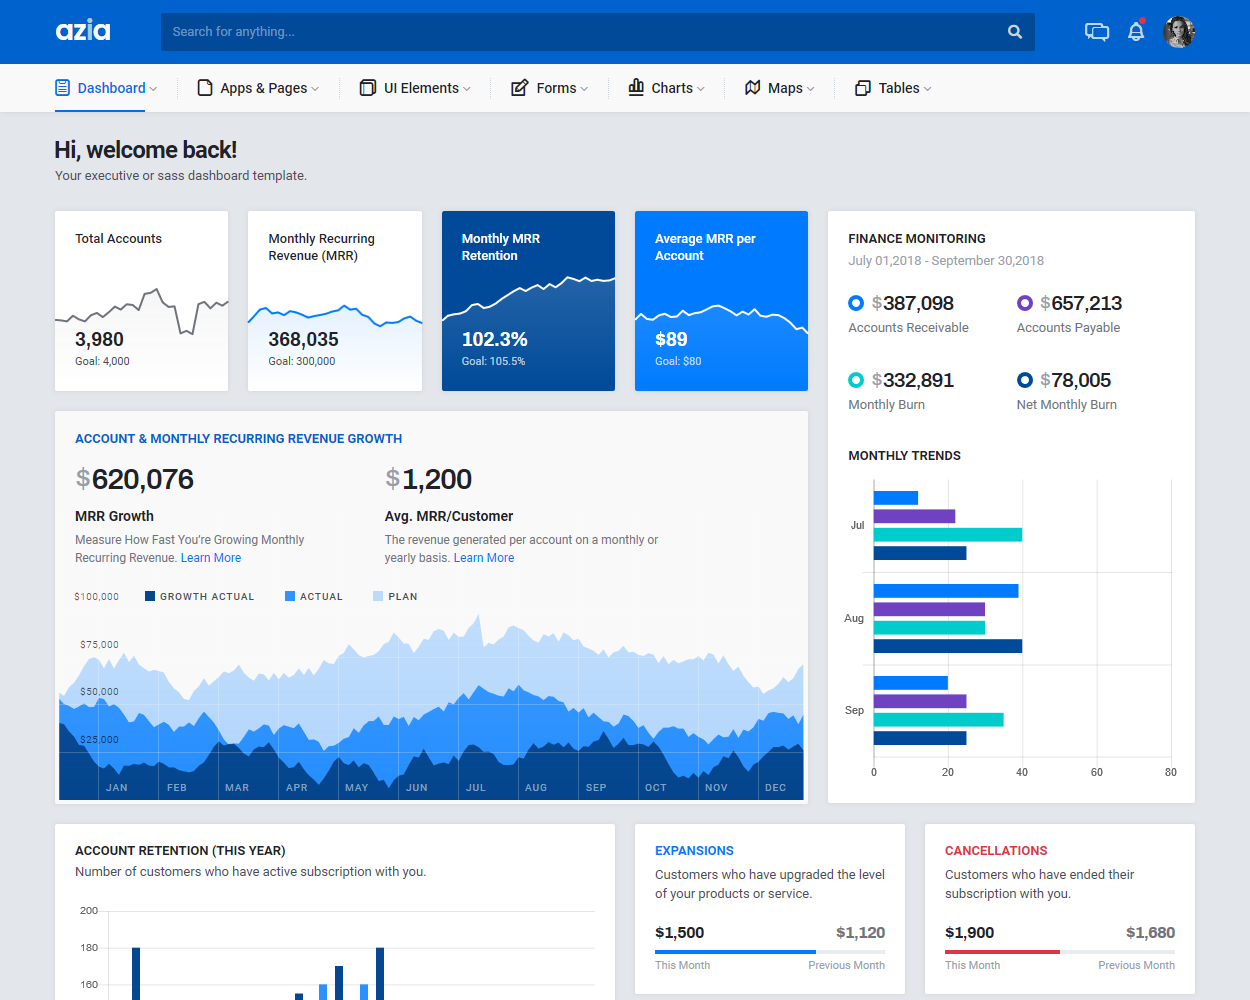 azia
Search for anything...
Dashboard
Apps & Pages
UI Elements
Forms
Charts
Maps
Tables
Hi, welcome back!
Your executive or sass dashboard template.
Total Accounts
3,980
Goal: 4,000
Monthly Recurring
Revenue (MRR)
368,035
Goal: 300,000
Monthly MRR
Retention
102.3%
Goal: 105.5%
Average MRR per
Account
$89
Goal: $80
FINANCE MONITORING
July 01,2018 - September 30,2018
$387,098
Accounts Receivable
$657,213
Accounts Payable
$332,891
Monthly Burn
$78,005
Net Monthly Burn
MONTHLY TRENDS
Jul
Aug
Sep
0 20 40 60 80
ACCOUNT & MONTHLY RECURRING REVENUE GROWTH
$620,076
MRR Growth
Measure How Fast You're Growing Monthly
Recurring Revenue. Learn More
$1,200
Avg. MRR/Customer
The revenue generated per account on a monthly or
yearly basis. Learn More
$100,000
GROWTH ACTUAL
ACTUAL
PLAN
$75,000
$50,000
$25,000
JAN FEB MAR APR MAY JUN JUL AUG SEP OCT NOV DEC
ACCOUNT RETENTION (THIS YEAR)
Number of customers who have active subscription with you.
200
180
160
EXPANSIONS
Customers who have upgraded the level
of your products or service.
$1,500 $1,120
This Month Previous Month
CANCELLATIONS
Customers who have ended their
subscription with you.
$1,900 $1,680
This Month Previous Month